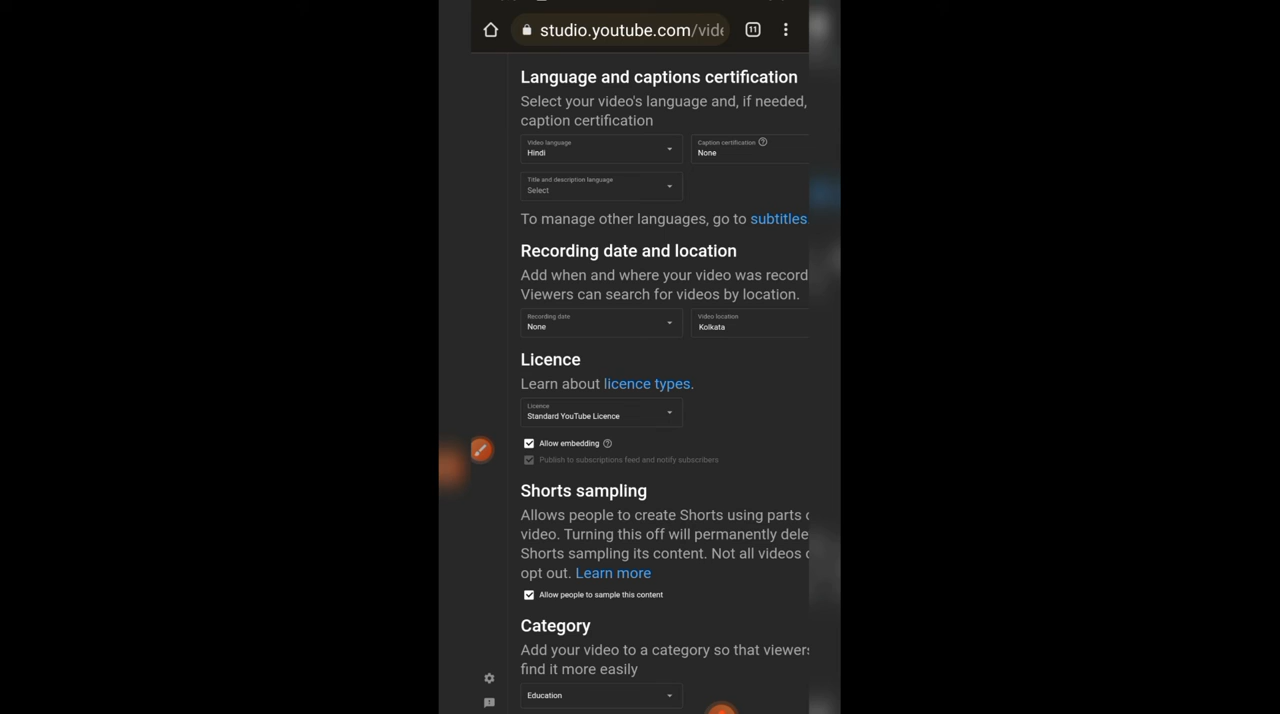 studio.youtube.com/vide
11
Language and captions certification
Select your video's language and, if needed,
caption certification
Video language
Hindi
Caption certification
None
Title and description language
Select
To manage other languages, go to subtitles.
Recording date and location
Add when and where your video was record
Viewers can search for videos by location.
Recording date
None
Video location
Kolkata
Licence
Learn about licence types.
Licence
Standard YouTube Licence
Allow embedding
Publish to subscriptions feed and notify subscribers
Shorts sampling
Allows people to create Shorts using parts o
video. Turning this off will permanently dele
Shorts sampling its content. Not all videos c
opt out. Learn more
Allow people to sample this content
Category
Add your video to a category so that viewers
find it more easily
Education